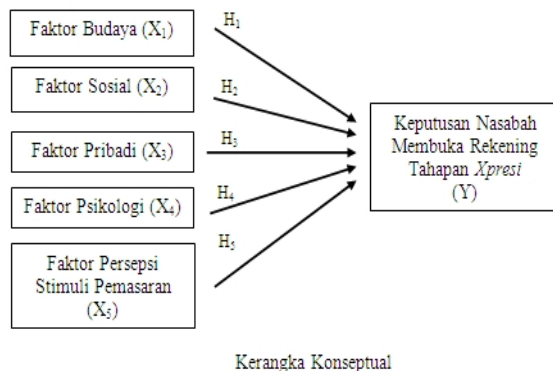 Faktor Budaya (X₁)
H₁
Faktor Sosial (X₂)
H₂
Faktor Pribadi (X₃)
H₃
Faktor Psikologi (X₄)
H₄
Faktor Persepsi
Stimuli Pemasaran
(X₅)
H₅
Keputusan Nasabah
Membuka Rekening
Tahapan Xpresi
(Y)
Kerangka Konseptual